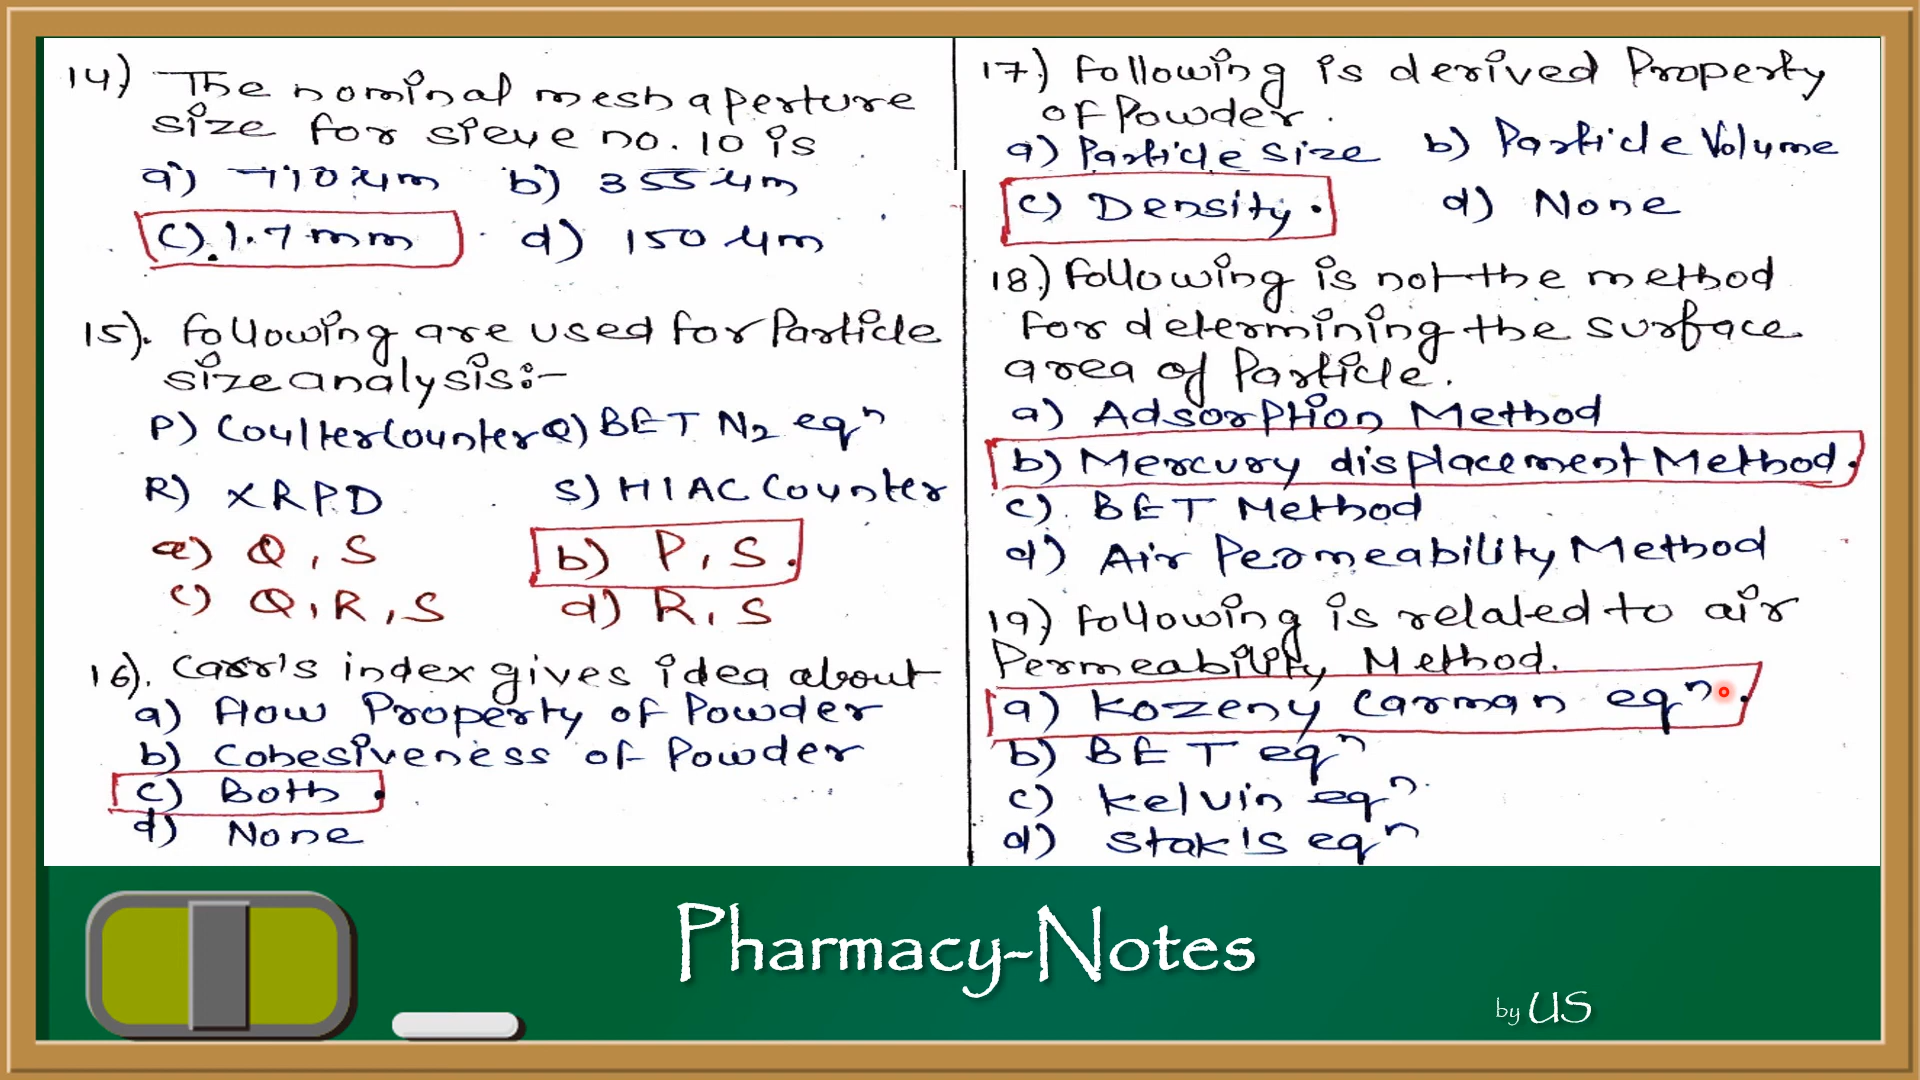 14) The nominal mesh aperture
size for sieve no. 10 is
a) 710 μm b) 355 μm
c) 1.7 mm d) 150 μm
15). following are used for Particle
size analysis:-
P) Coulter Counter Q) BET N2 eqn
R) XRPD S) HIAC Counter
a) Q, S b) P, S.
c) Q, R, S d) R, S
16). Carr's index gives idea about
a) flow Property of Powder
b) Cohesiveness of Powder
c) Both
d) None
17) following is derived Property
of Powder.
a) Particle size b) Particle Volume
c) Density. d) None
18.) following is not the method
for determining the surface
area of Particle.
a) Adsorption Method
b) Mercury displacement Method.
c). BET Method
d) Air Permeability Method
19) following is related to air
Permeability Method.
a) Kozeny Carman eqn.
b) BET eqn
c) Kelvin eqn.
d) Stak's eqn
Pharmacy-Notes
by US